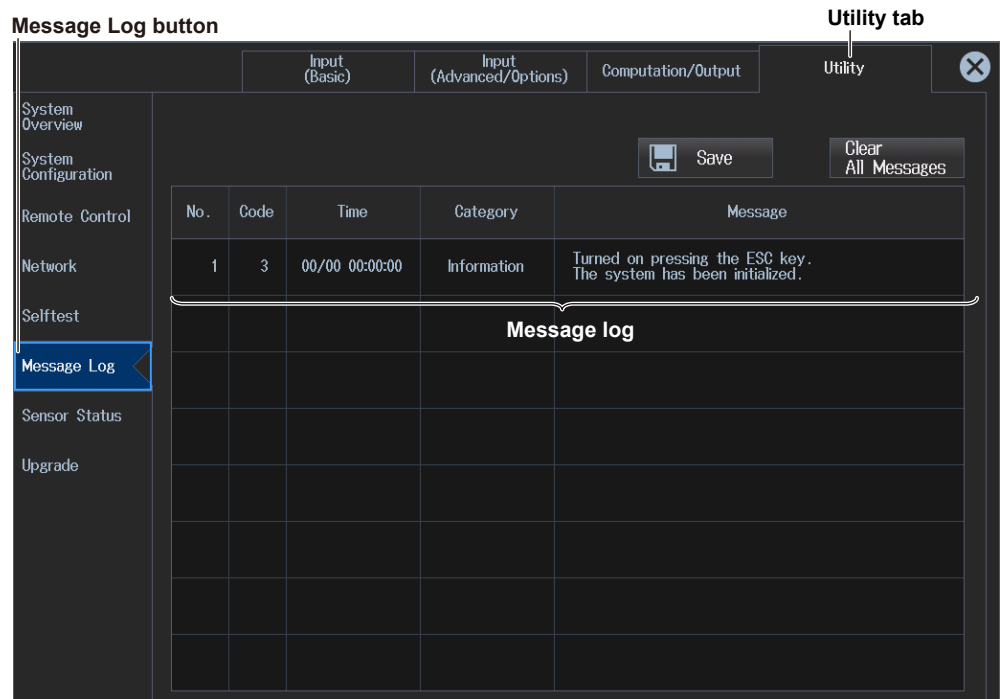 Message Log button
Utility tab
Input
(Basic)
Input
(Advanced/Options)
Computation/Output
Utility
System
Overview
System
Configuration
Remote Control
Network
Selftest
Message Log
Sensor Status
Upgrade
Save
Clear
All Messages
No. Code Time Category Message
1 3 00/00 00:00:00 Information Turned on pressing the ESC key.
The system has been initialized.
Message log